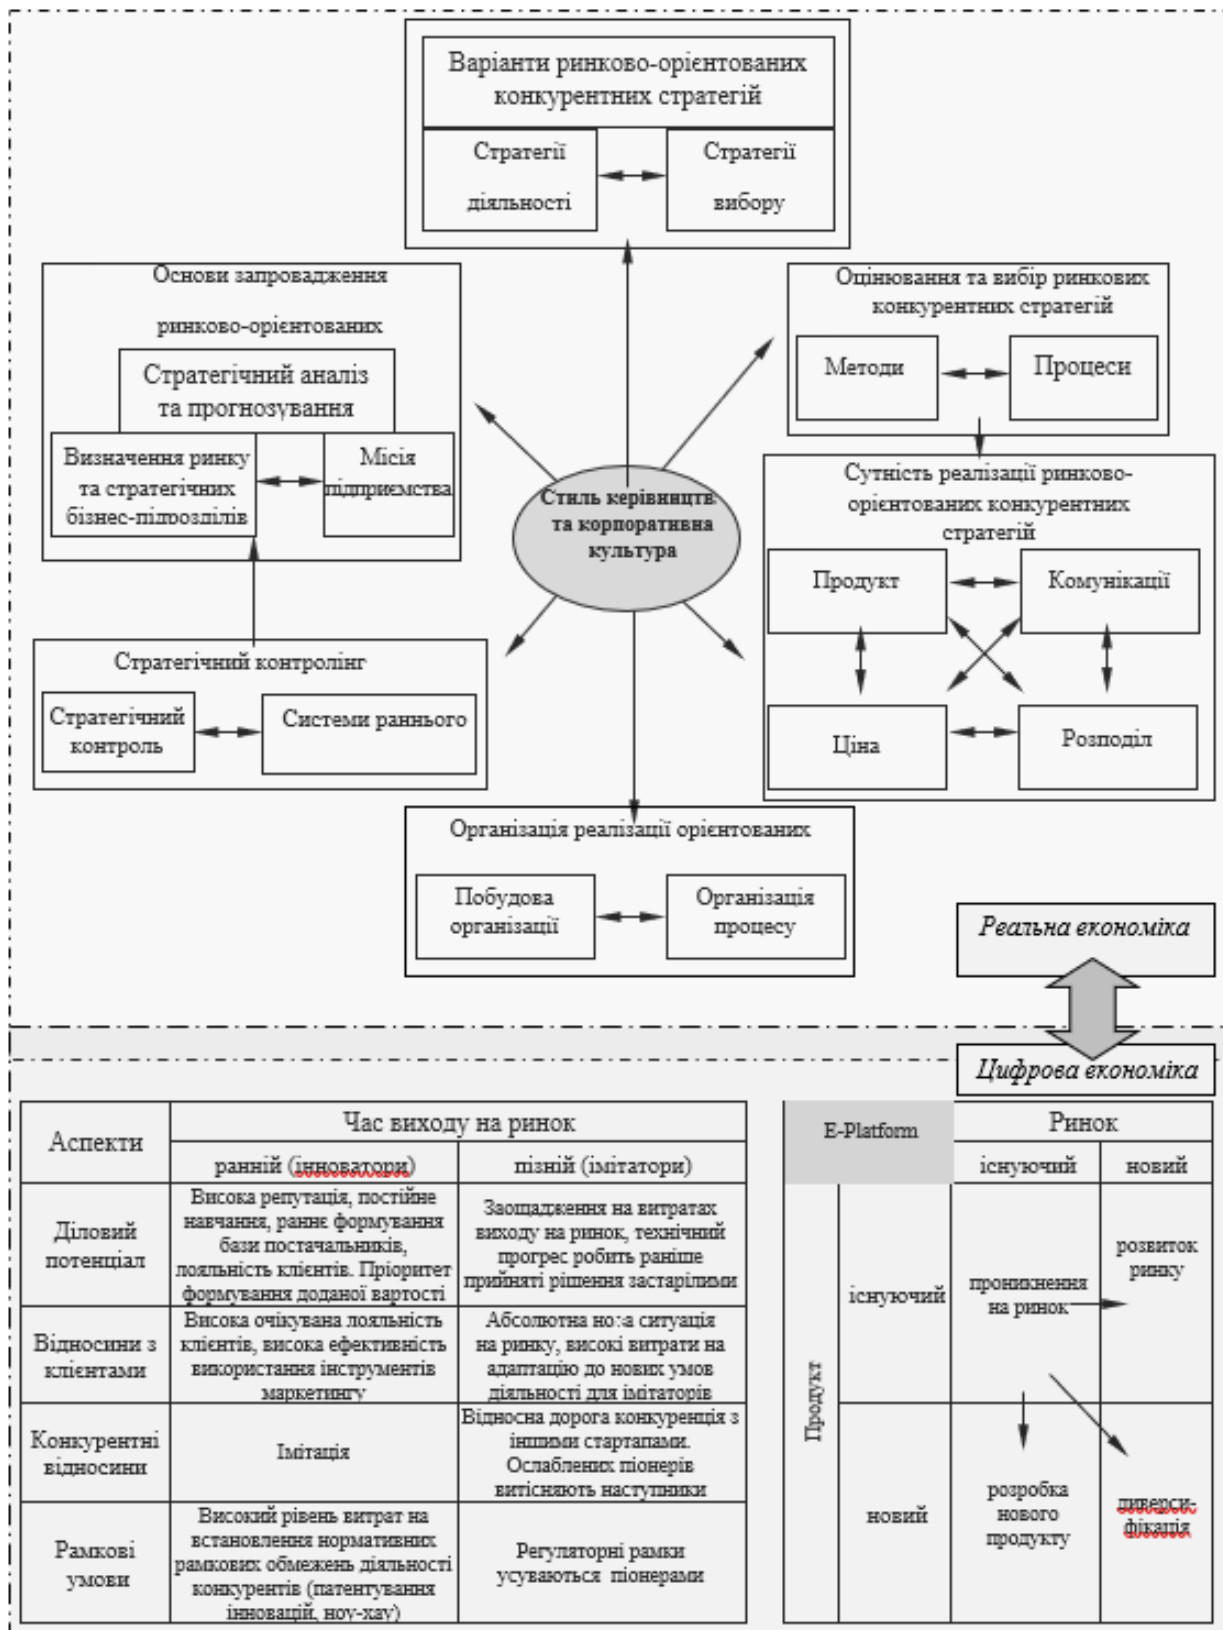 Варіанти ринково-орієнтованих
конкурентних стратегій
Стратегії
діяльності
Стратегії
вибору
Основи запровадження
ринково-орієнтованих
Стратегічний аналіз
та прогнозування
Визначення ринку
та стратегічних
бізнес-підрозділів
Місія
підприємства
Оцінювання та вибір ринкових
конкурентних стратегій
Методи
Процеси
Стиль керівництв
та корпоративна
культура
Сутність реалізації ринково-
орієнтованих конкурентних
стратегій
Продукт
Комунікації
Ціна
Розподіл
Стратегічний контролінг
Стратегічний
контроль
Системи раннього
Організація реалізації орієнтованих
Побудова
організації
Організація
процесу
Реальна економіка
Цифрова економіка
Аспекти
Час виходу на ринок
ранній (інноватори)
пізній (імітатори)
Діловий
потенціал
Висока репутація, постійне
навчання, раннє формування
бази постачальників,
лояльність клієнтів. Пріоритет
формування доданої вартості
Заощадження на витратах
виходу на ринок, технічний
прогрес робить раніше
прийняті рішення застарілими
Відносини з
клієнтами
Висока очікувана лояльність
клієнтів, висока ефективність
використання інструментів
маркетингу
Абсолютна ситуація
на ринку, високі витрати на
адаптацію до нових умов
діяльності для імітаторів
Конкурентні
відносини
Імітація
Відносна дорога конкуренція з
іншими стартапами.
Ослаблених піонерів
витісняють наступники
Рамкові
умови
Високий рівень витрат на
встановлення нормативних
рамкових обмежень діяльності
конкурентів (патентування
інновацій, ноу-хау)
Регуляторні рамки
усуваються піонерами
E-Platform
Ринок
існуючий
новий
Продукт
існуючий
проникнення
на ринок
розвиток
ринку
новий
розробка
нового
продукту
диверси-
фікація